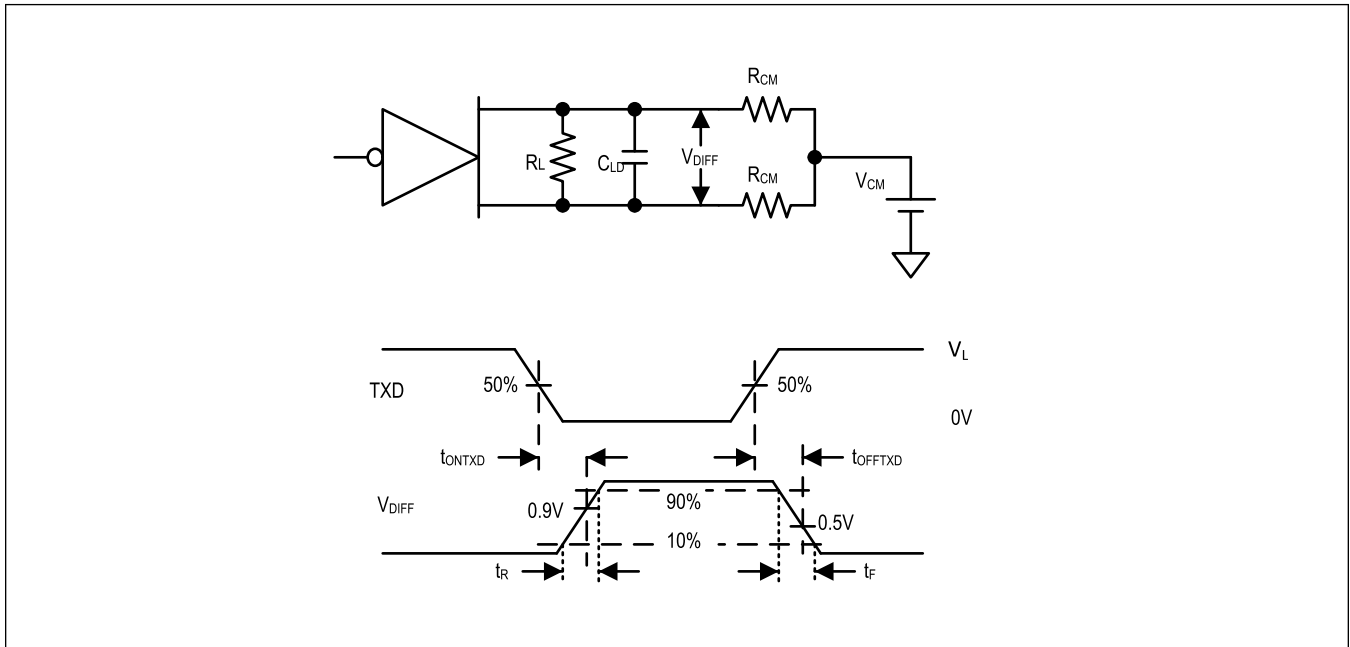 RCM
RL
CLD
VDIFF
RCM
VCM
VL
50%
50%
TXD
0V
tONTXD
tOFFTXD
VDIFF
0.9V
90%
0.5V
10%
tR
tF